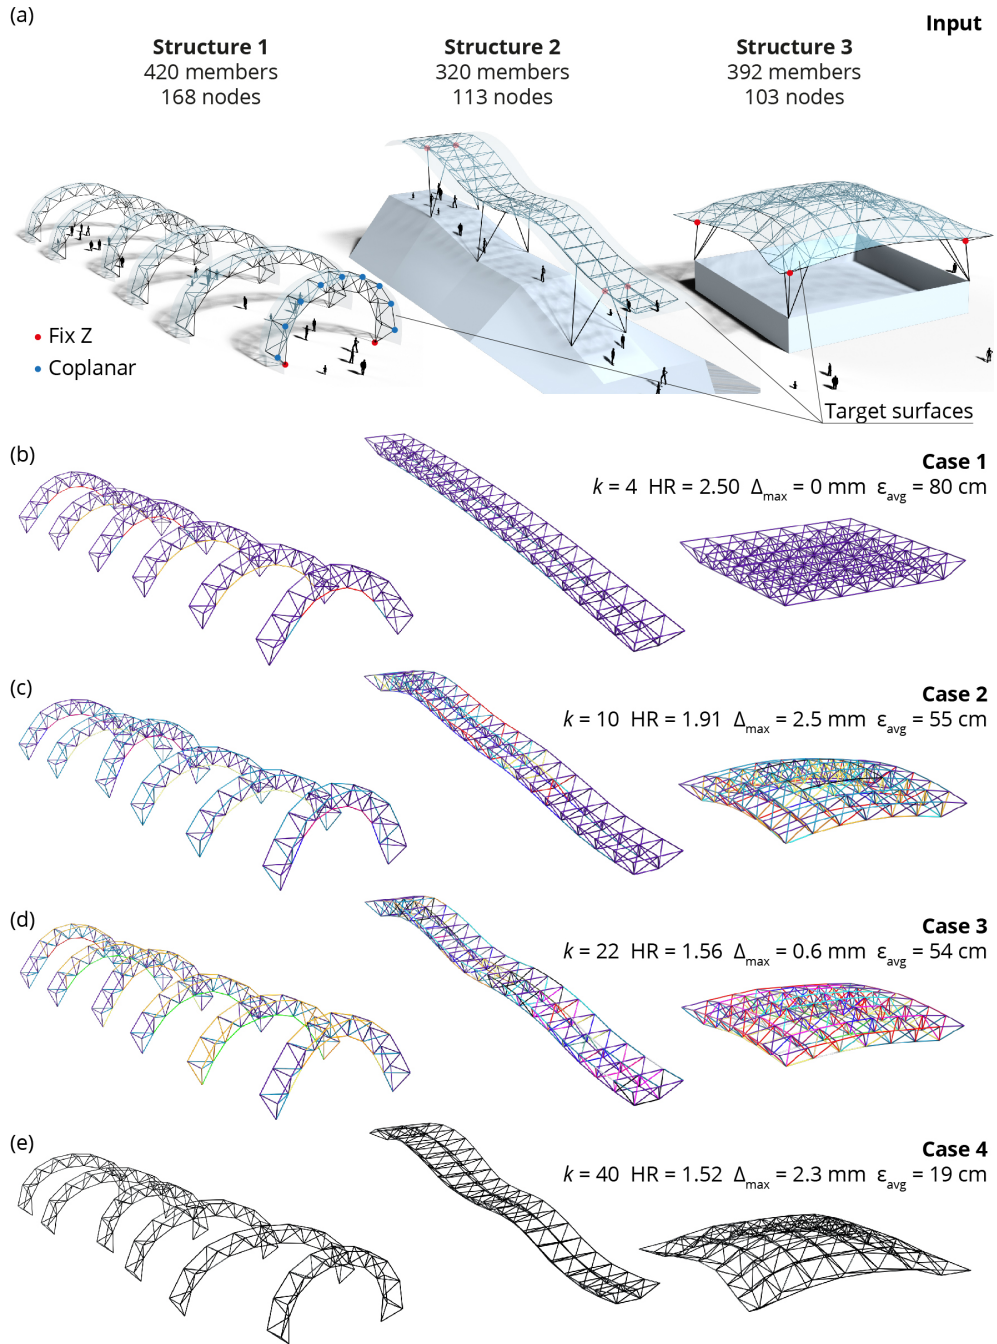 (a)
Input
Structure 1
420 members
168 nodes
Structure 2
320 members
113 nodes
Structure 3
392 members
103 nodes
Fix Z
Coplanar
Target surfaces
(b)
Case 1
k = 4 HR = 2.50 Δmax = 0 mm εavg = 80 cm
(c)
Case 2
k = 10 HR = 1.91 Δmax = 2.5 mm εavg = 55 cm
(d)
Case 3
k = 22 HR = 1.56 Δmax = 0.6 mm εavg = 54 cm
(e)
Case 4
k = 40 HR = 1.52 Δmax = 2.3 mm εavg = 19 cm